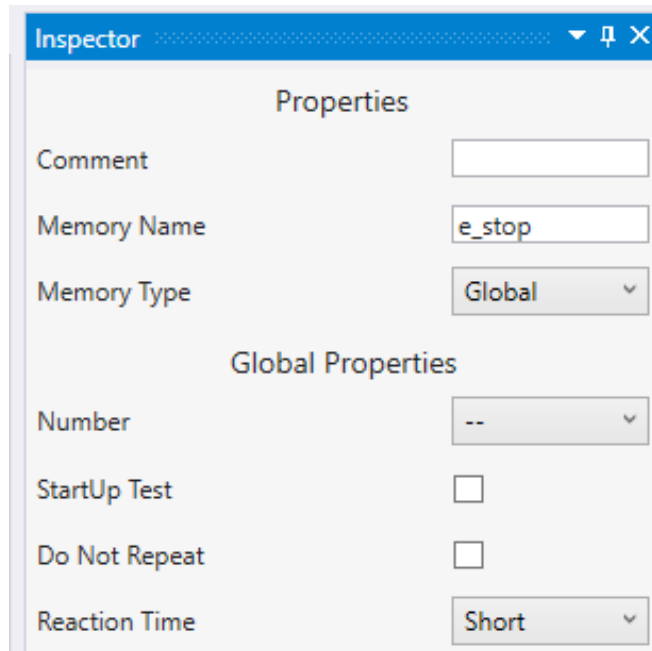 Inspector
Properties
Comment
Memory Name e_stop
Memory Type Global
Global Properties
Number --
StartUp Test
Do Not Repeat
Reaction Time Short